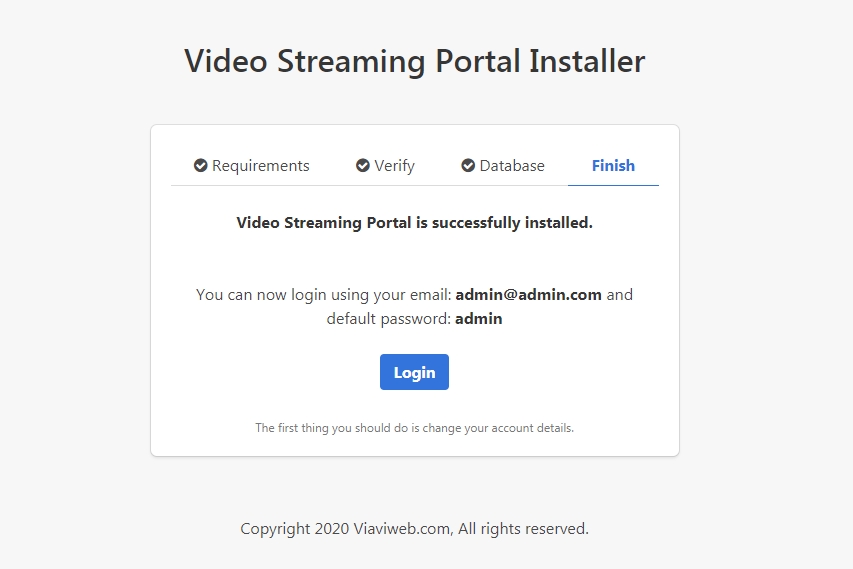 Video Streaming Portal Installer
Requirements Verify Database Finish
Video Streaming Portal is successfully installed.
You can now login using your email: admin@admin.com and
default password: admin
Login
The first thing you should do is change your account details.
Copyright 2020 Viaviweb.com, All rights reserved.